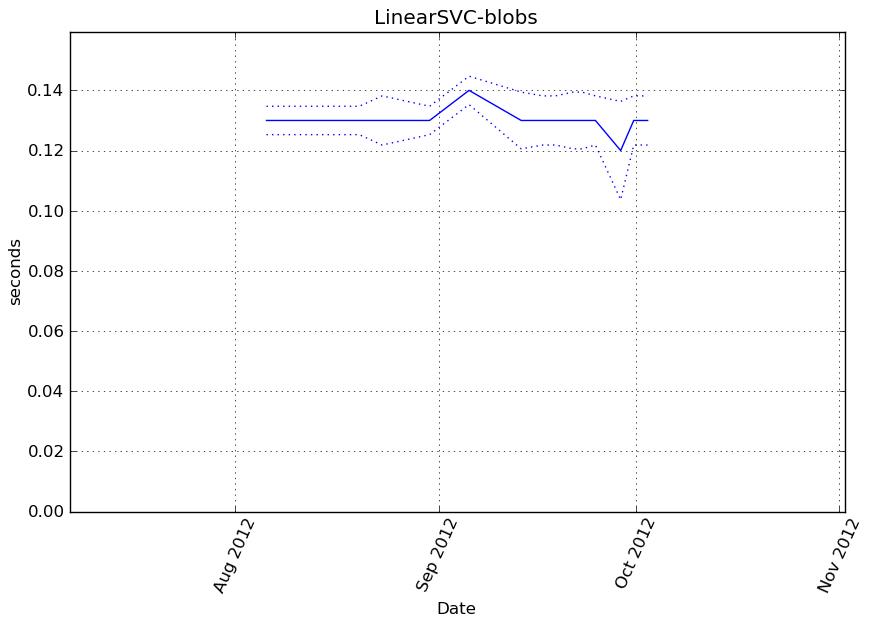 LinearSVC-blobs
seconds
0.14
0.12
0.10
0.08
0.06
0.04
0.02
0.00
Aug 2012
Sep 2012
Oct 2012
Nov 2012
Date